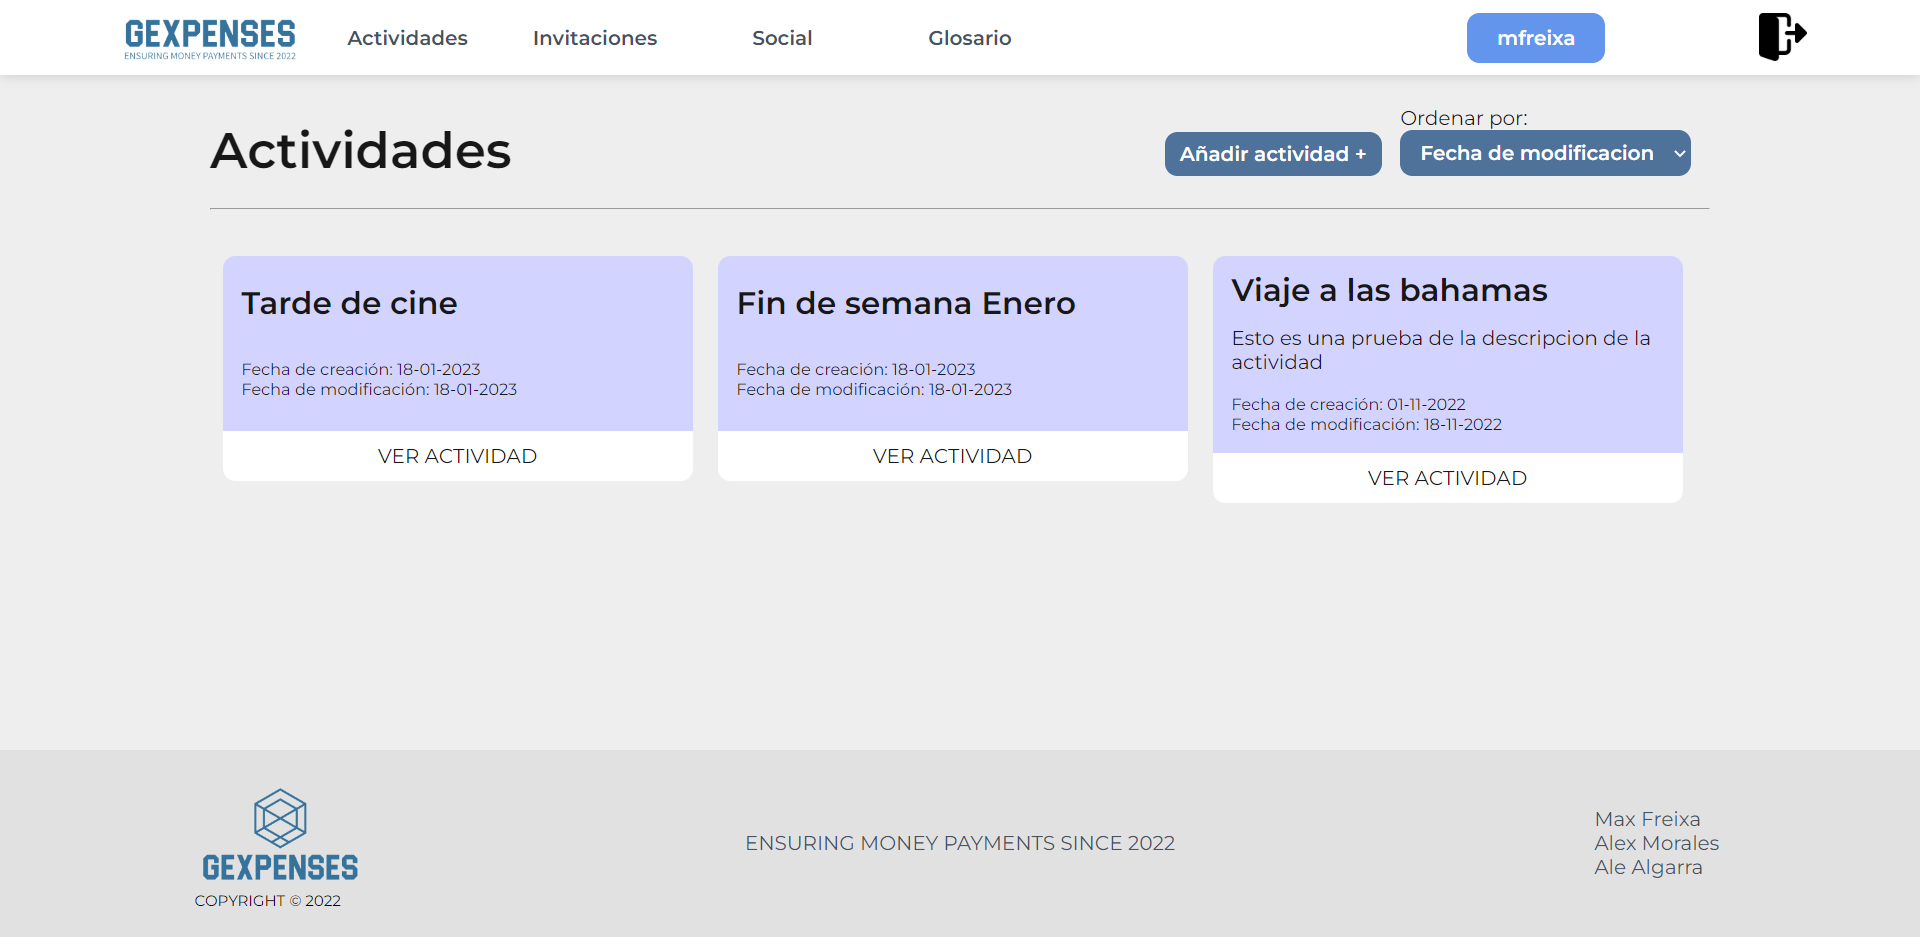 GEXPENSES
ENSURING MONEY PAYMENTS SINCE 2022
Actividades
Invitaciones
Social
Glosario
mfreixa
Actividades
Añadir actividad +
Ordenar por:
Fecha de modificacion
Tarde de cine
Fecha de creación: 18-01-2023
Fecha de modificación: 18-01-2023
VER ACTIVIDAD
Fin de semana Enero
Fecha de creación: 18-01-2023
Fecha de modificación: 18-01-2023
VER ACTIVIDAD
Viaje a las bahamas
Esto es una prueba de la descripcion de la
actividad
Fecha de creación: 01-11-2022
Fecha de modificación: 18-11-2022
VER ACTIVIDAD
GEXPENSES
COPYRIGHT © 2022
ENSURING MONEY PAYMENTS SINCE 2022
Max Freixa
Alex Morales
Ale Algarra